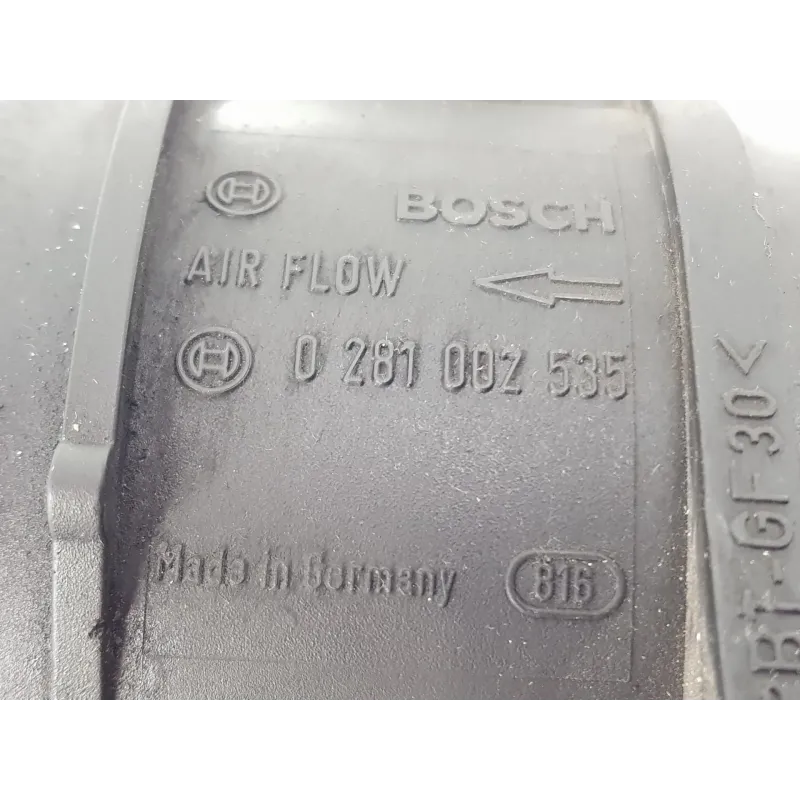 BOSCH
AIR FLOW
0 281 002 535
Made in Germany
816
PBT-GF30<